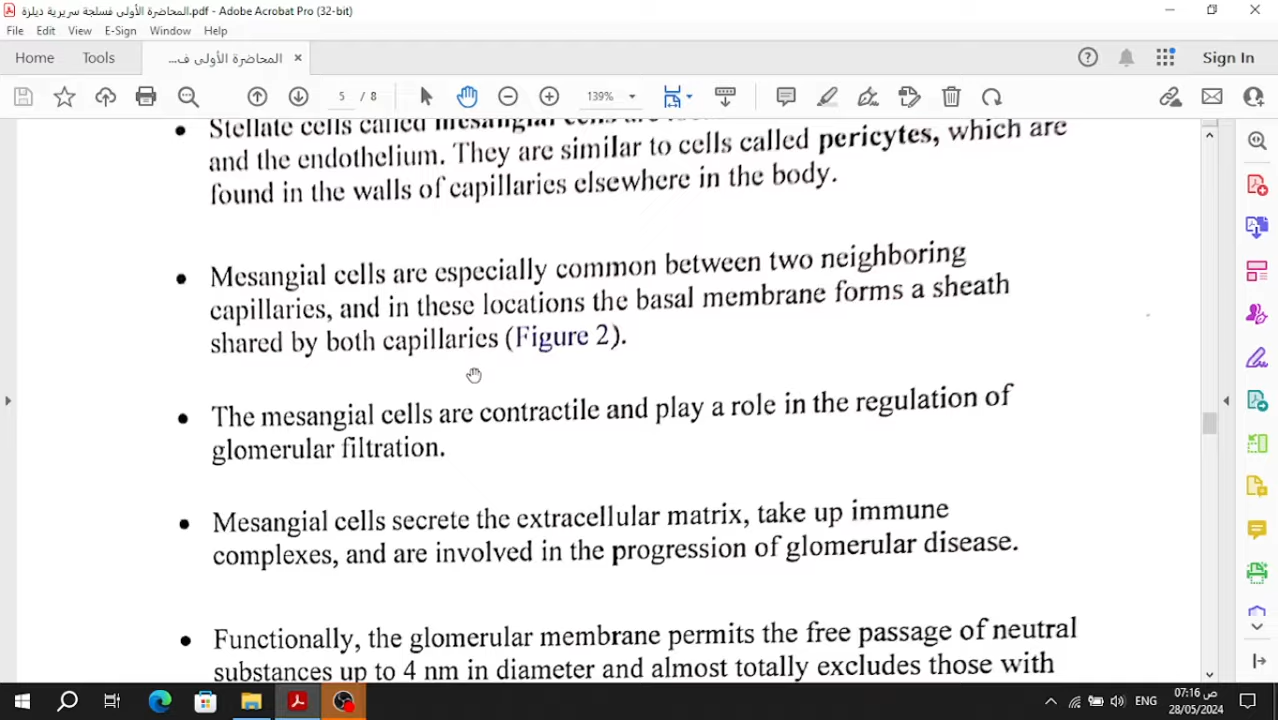 المحاضرة الأولى فسلجة سريرية ديلزة.pdf - Adobe Acrobat Pro (32-bit)
File Edit View E-Sign Window Help
Home Tools المحاضرة الأولى ف... Sign In
5 / 8 139%
Stellate cells called mesangial cells are
and the endothelium. They are similar to cells called pericytes, which are
found in the walls of capillaries elsewhere in the body.
• Mesangial cells are especially common between two neighboring
capillaries, and in these locations the basal membrane forms a sheath
shared by both capillaries (Figure 2).
• The mesangial cells are contractile and play a role in the regulation of
glomerular filtration.
• Mesangial cells secrete the extracellular matrix, take up immune
complexes, and are involved in the progression of glomerular disease.
• Functionally, the glomerular membrane permits the free passage of neutral
substances up to 4 nm in diameter and almost totally excludes those with
ENG 07:16 ص
28/05/2024